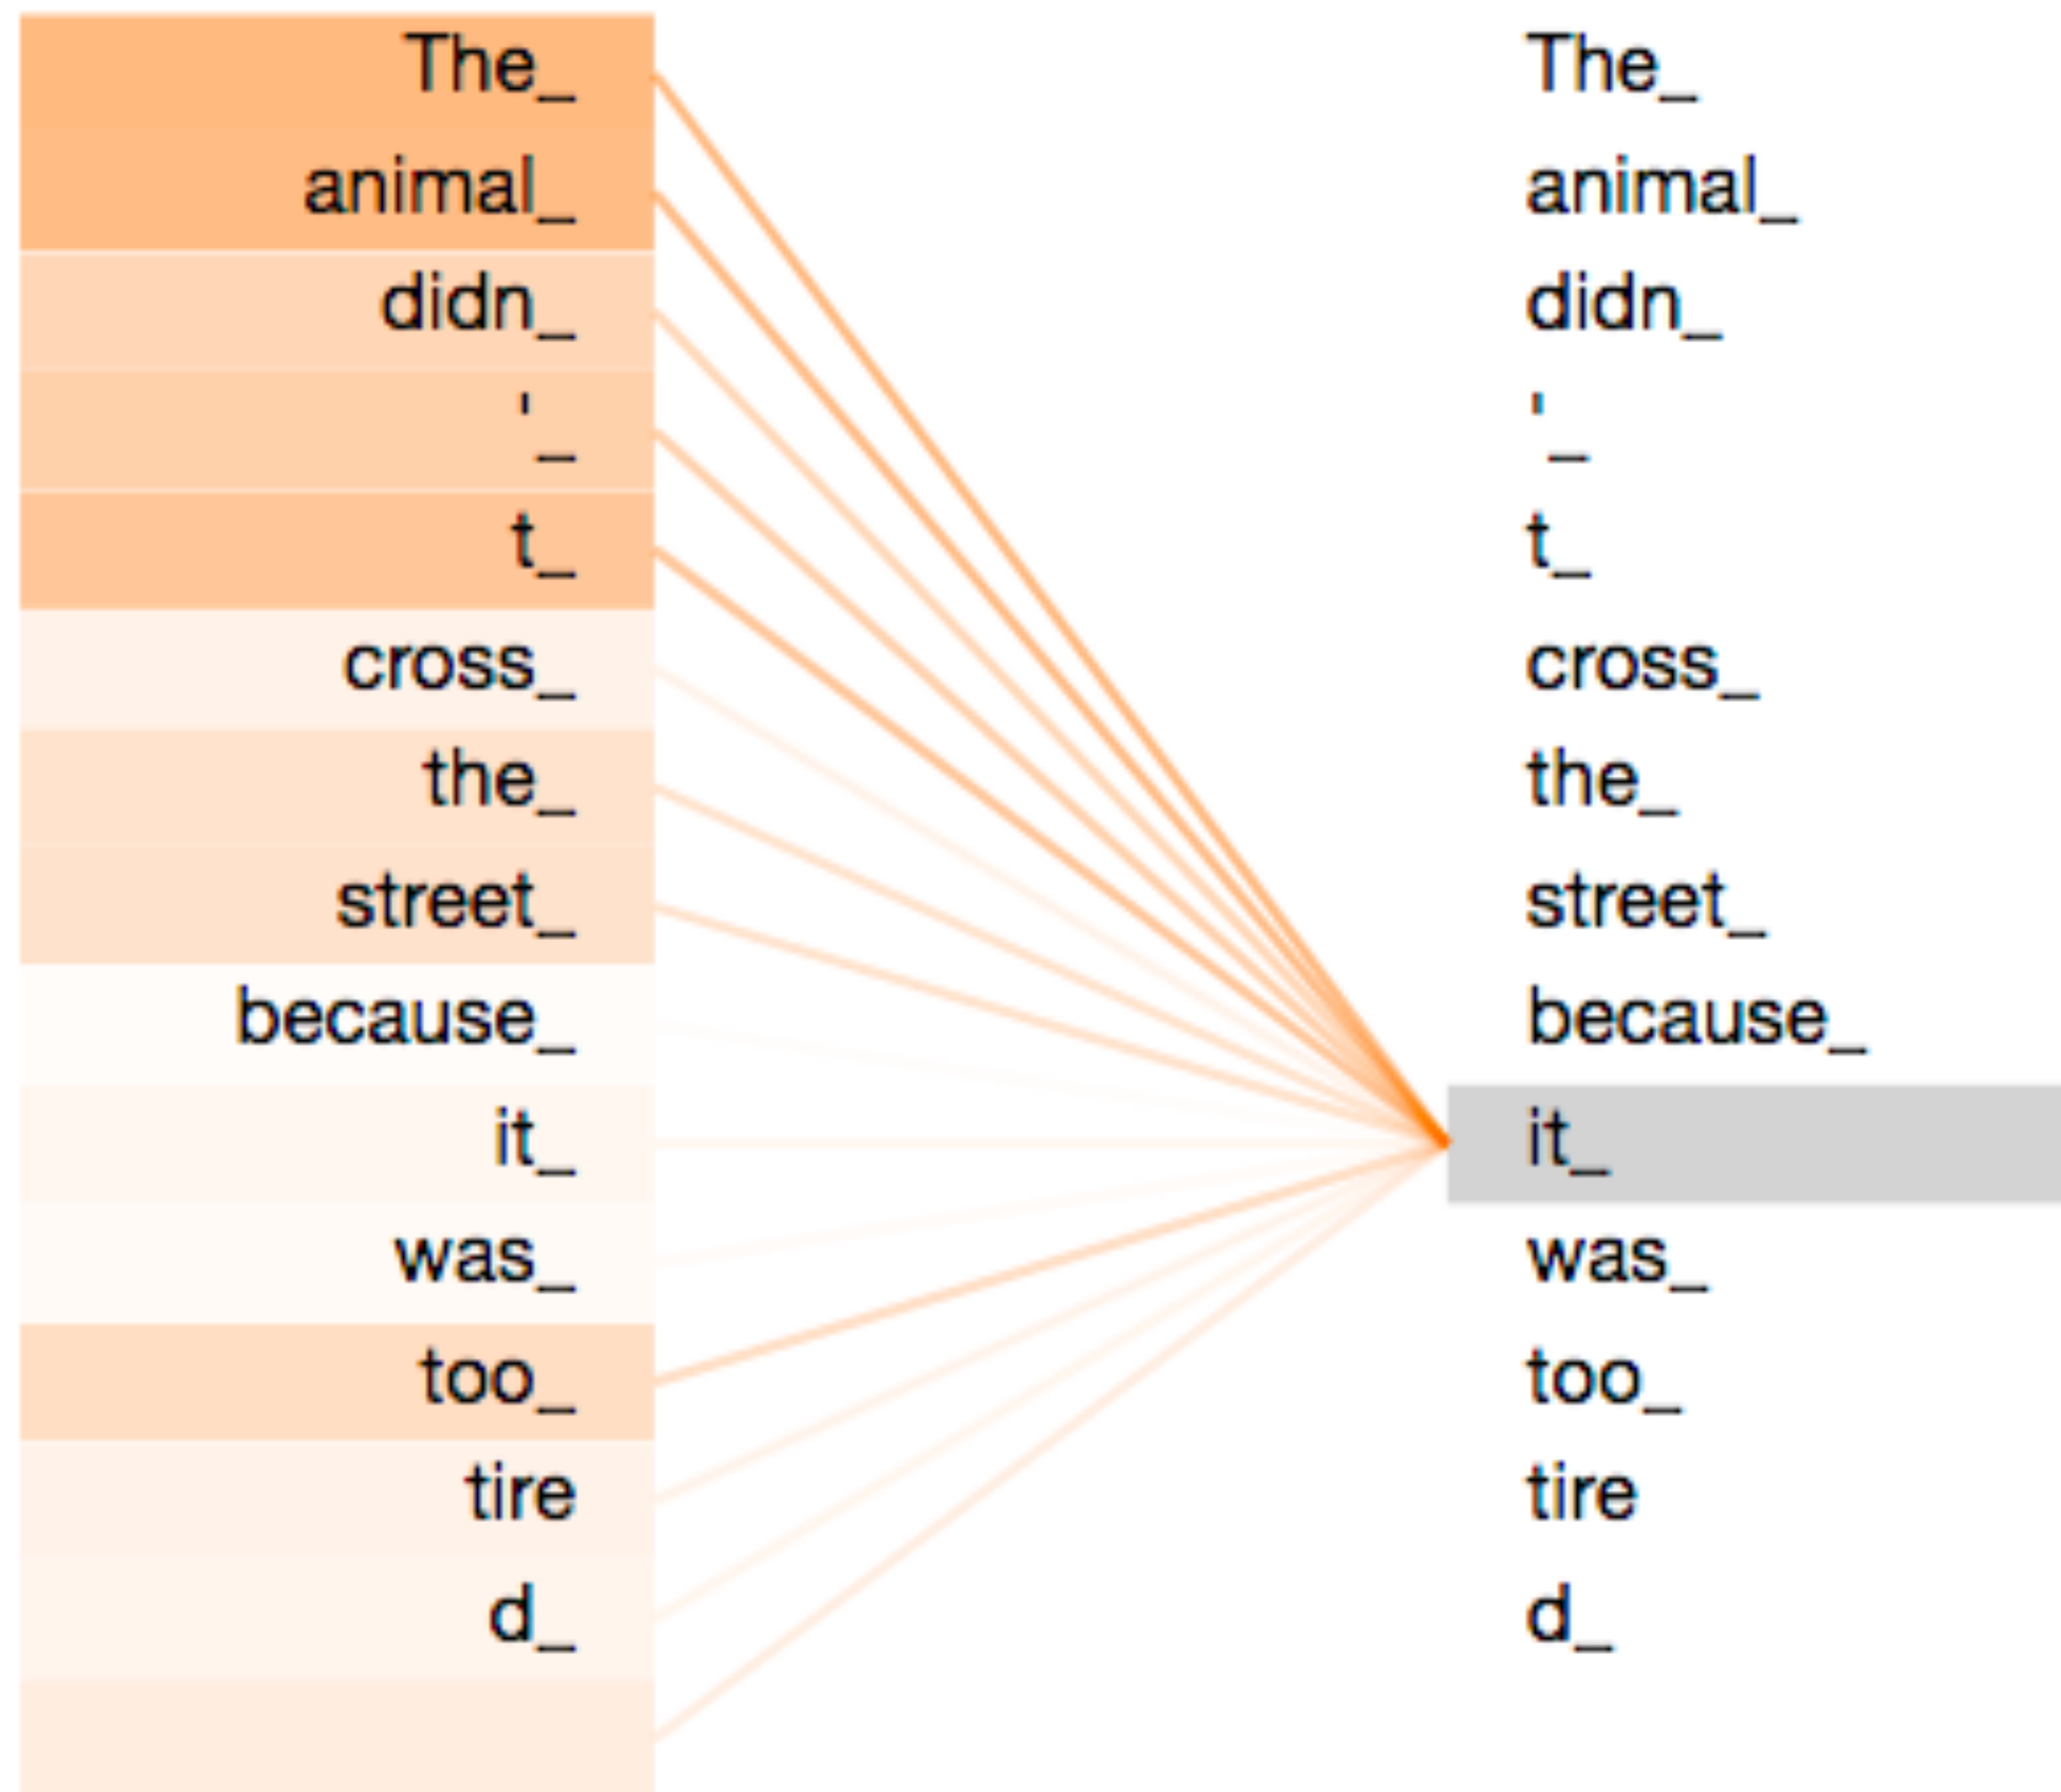 The_ The_
animal_ animal_
didn_ didn_
'_ '_
t_ t_
cross_ cross_
the_ the_
street_ street_
because_ because_
it_ it_
was_ was_
too_ too_
tire tire
d_ d_